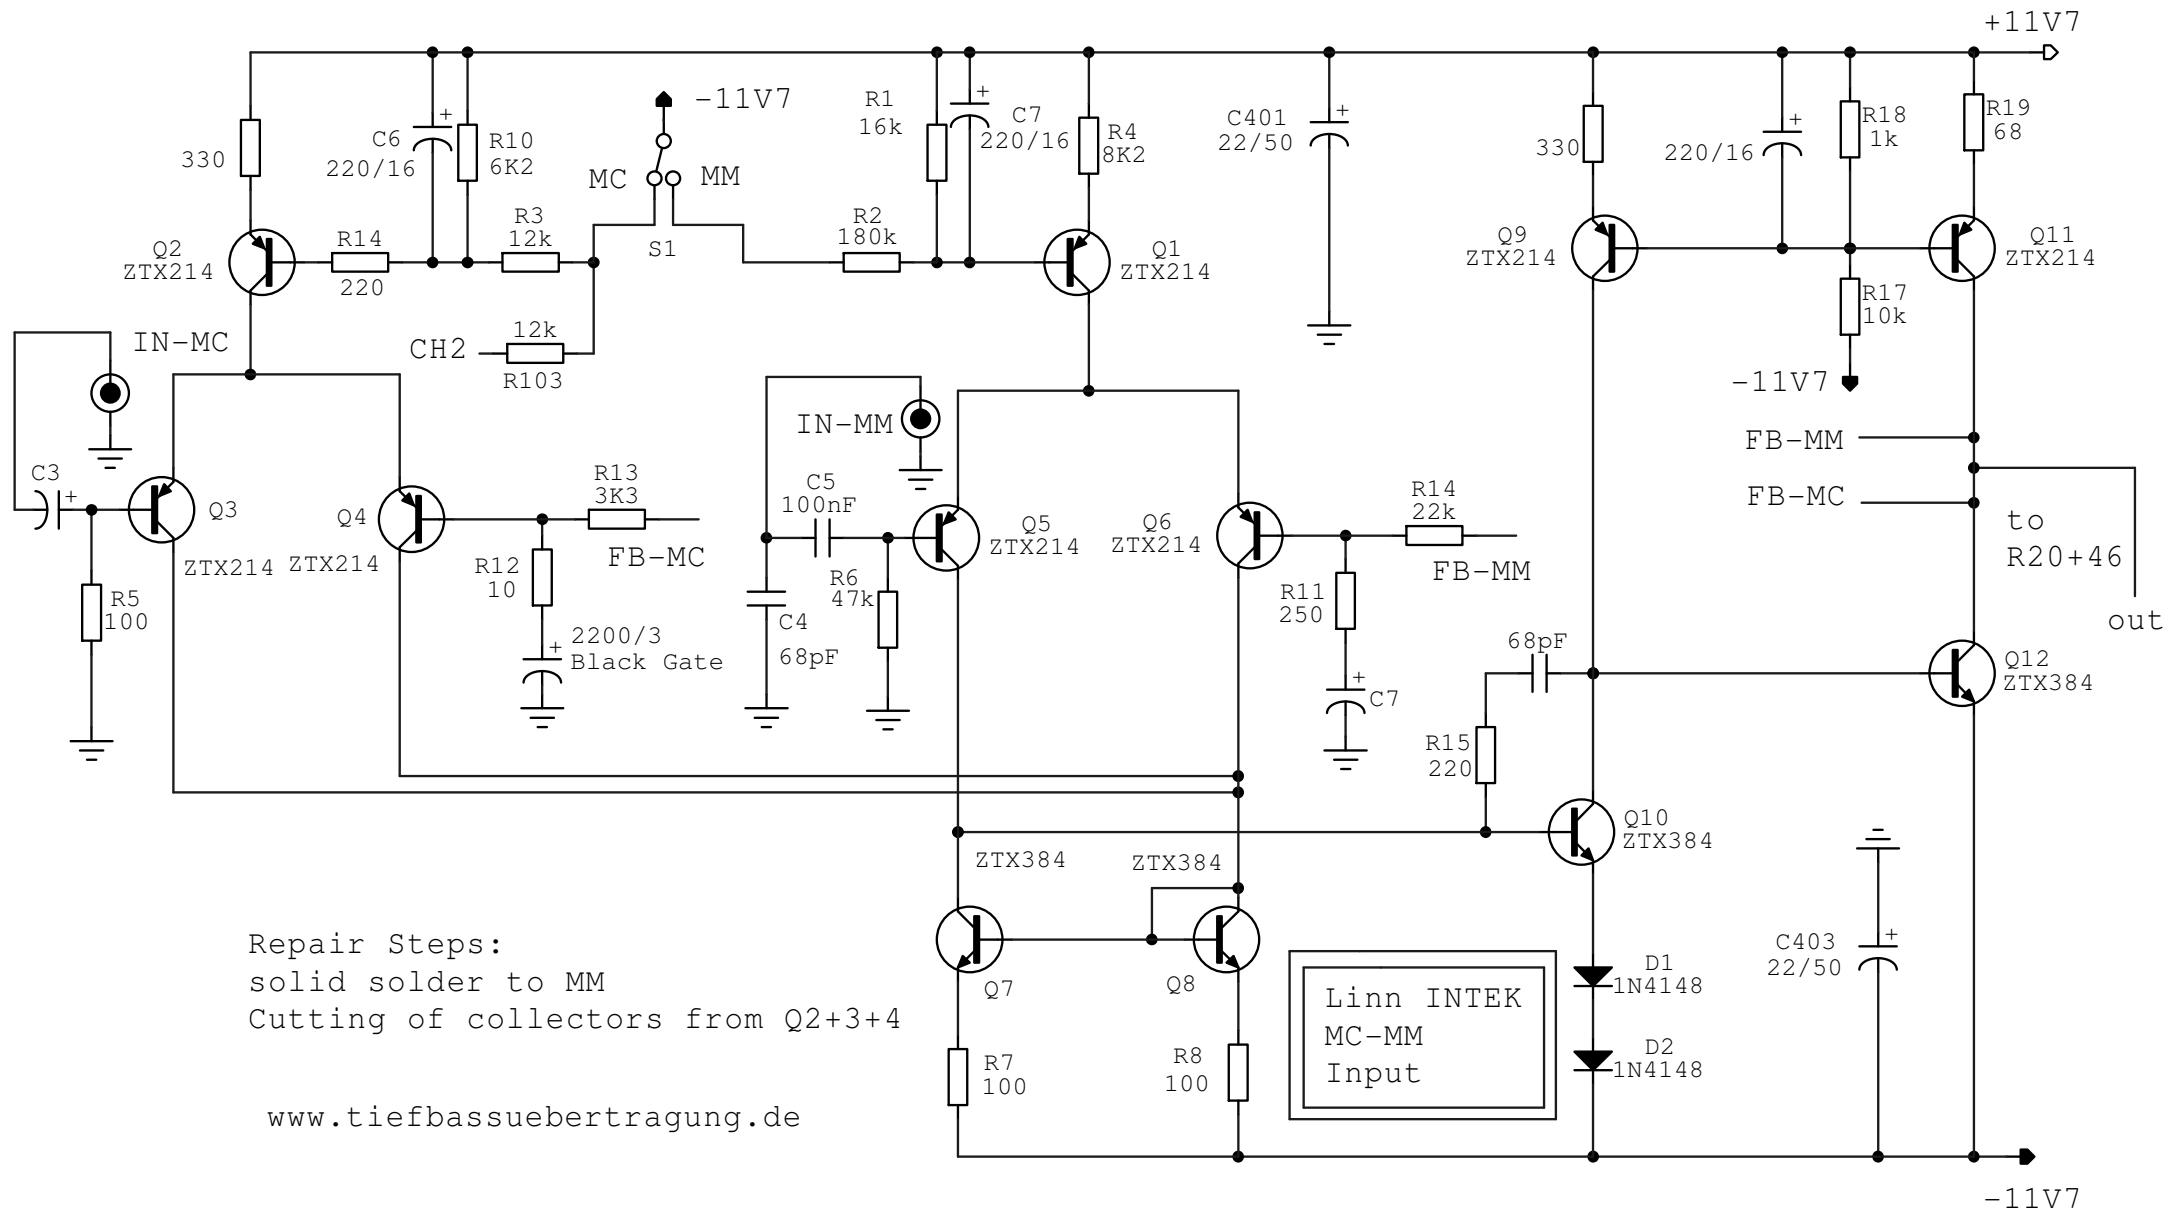 +11V7
C6
220/16
R10
6K2
330
-11V7
MC
MM
S1
R1
16k
C7
220/16
R4
8K2
C401
22/50
330
220/16
R18
1k
R19
68
Q2
ZTX214
R14
220
R3
12k
R2
180k
Q1
ZTX214
Q9
ZTX214
Q11
ZTX214
R17
10k
-11V7
IN-MC
CH2
12k
R103
IN-MM
FB-MM
FB-MC
to
R20+46
out
C3
Q3
ZTX214
Q4
ZTX214
R13
3K3
FB-MC
R12
10
2200/3
Black Gate
R5
100
C5
100nF
R6
47k
C4
68pF
Q5
ZTX214
Q6
ZTX214
R14
22k
FB-MM
R11
250
C7
68pF
R15
220
Q12
ZTX384
Q10
ZTX384
ZTX384
ZTX384
Q7
Q8
R7
100
R8
100
D1
1N4148
D2
1N4148
C403
22/50
Repair Steps:
solid solder to MM
Cutting of collectors from Q2+3+4
www.tiefbassuebertragung.de
Linn INTEK
MC-MM
Input
-11V7